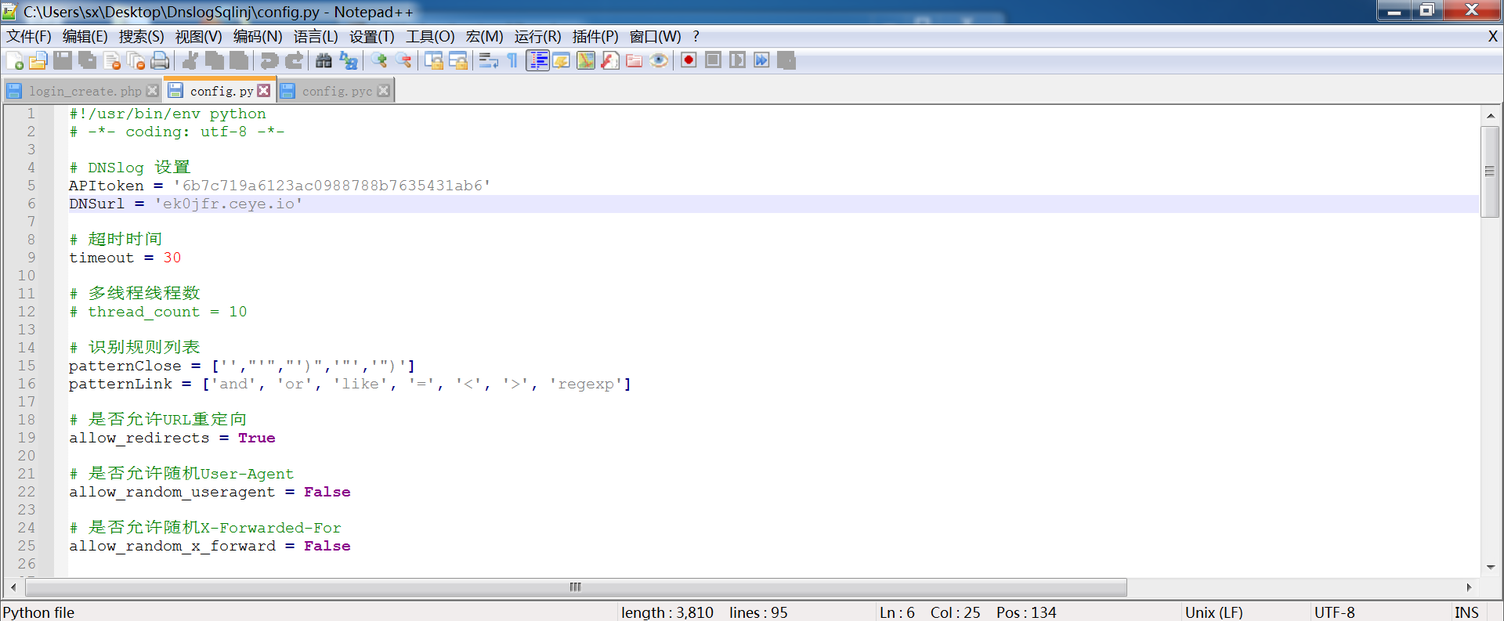 C:\Users\sx\Desktop\DnslogSqlinj\config.py - Notepad++
文件(F) 编辑(E) 搜索(S) 视图(V) 编码(N) 语言(L) 设置(T) 工具(O) 宏(M) 运行(R) 插件(P) 窗口(W) ? X
login_create.php config.py config.pyc
1 #!/usr/bin/env python
2 # -*- coding: utf-8 -*-
3
4 # DNSlog 设置
5 APItoken = '6b7c719a6123ac0988788b7635431ab6'
6 DNSurl = 'ek0jfr.ceye.io'
7
8 # 超时时间
9 timeout = 30
10
11 # 多线程线程数
12 # thread_count = 10
13
14 # 识别规则列表
15 patternClose = ['',"'","')",'"','")']
16 patternLink = ['and', 'or', 'like', '=', '<', '>', 'regexp']
17
18 # 是否允许URL重定向
19 allow_redirects = True
20
21 # 是否允许随机User-Agent
22 allow_random_useragent = False
23
24 # 是否允许随机X-Forwarded-For
25 allow_random_x_forward = False
26
Python file length : 3,810 lines : 95 Ln : 6 Col : 25 Pos : 134 Unix (LF) UTF-8 INS